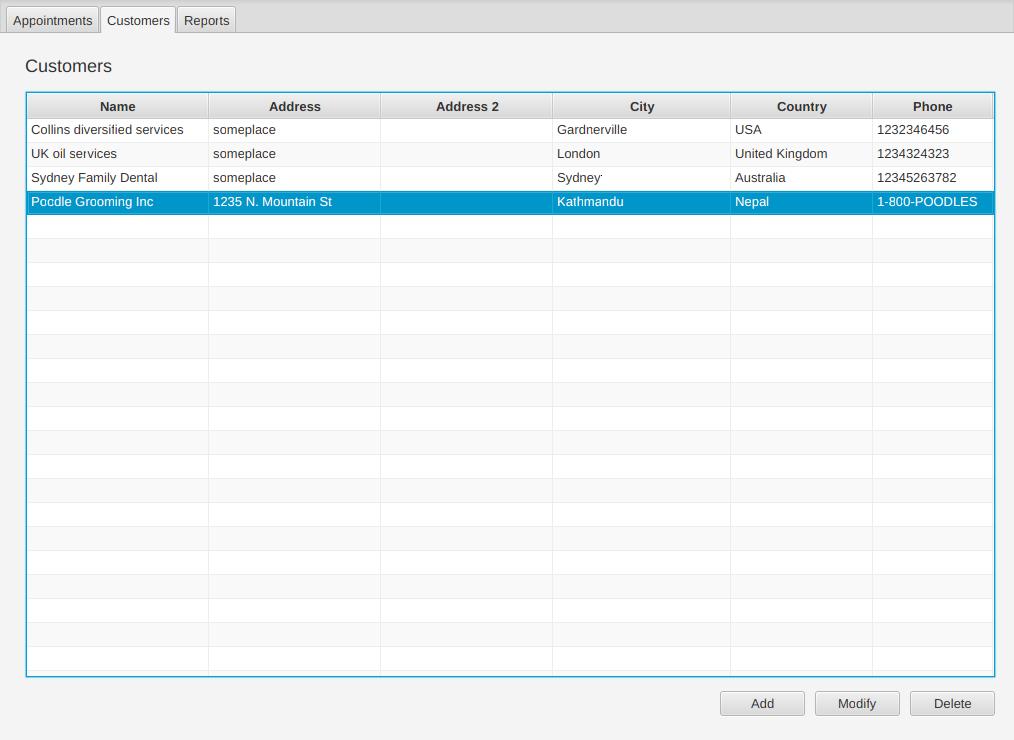 Appointments Customers Reports
Customers
Name Address Address 2 City Country Phone
Collins diversified services someplace Gardnerville USA 1232346456
UK oil services someplace London United Kingdom 1234324323
Sydney Family Dental someplace Sydney Australia 12345263782
Poodle Grooming Inc 1235 N. Mountain St Kathmandu Nepal 1-800-POODLES
Add Modify Delete